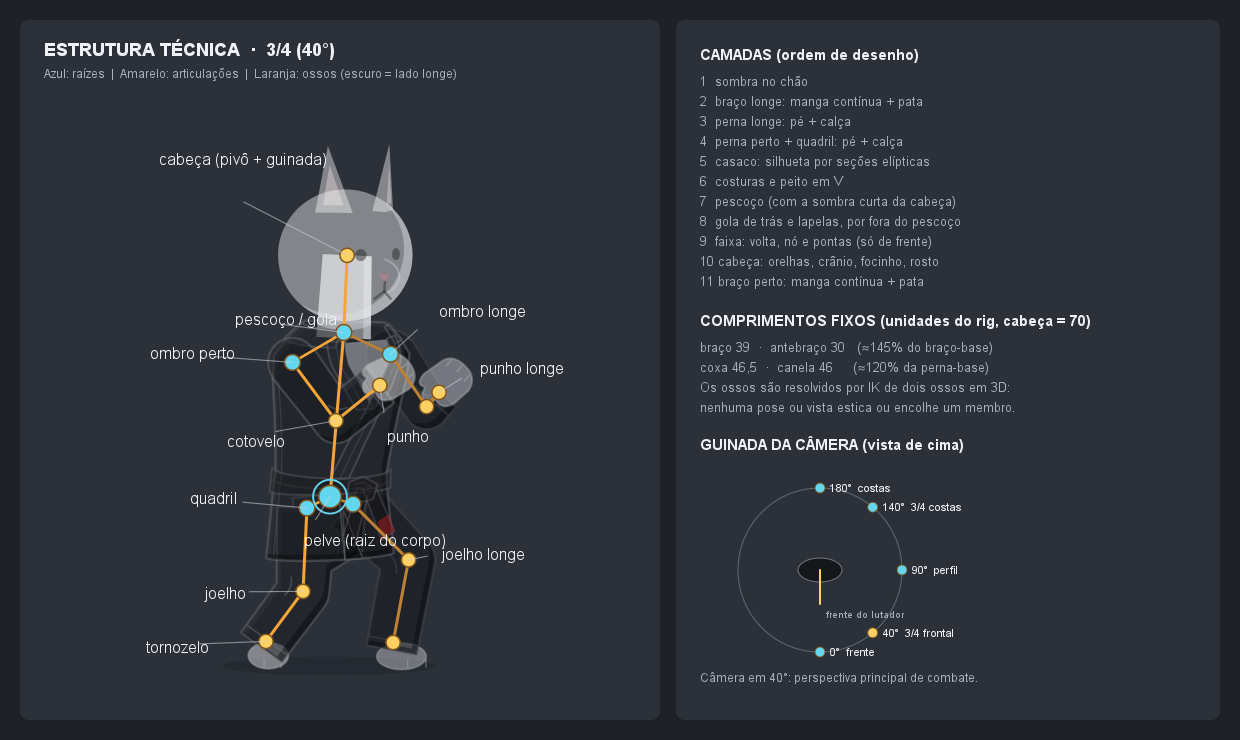 ESTRUTURA TÉCNICA · 3/4 (40°)
Azul: raízes | Amarelo: articulações | Laranja: ossos (escuro = lado longe)
cabeça (pivô + guinada)
pescoço / gola
ombro longe
ombro perto
punho longe
cotovelo
punho
quadril
pelve (raiz do corpo)
joelho longe
joelho
tornozelo
CAMADAS (ordem de desenho)
1 sombra no chão
2 braço longe: manga contínua + pata
3 perna longe: pé + calça
4 perna perto + quadril: pé + calça
5 casaco: silhueta por seções elípticas
6 costuras e peito em V
7 pescoço (com a sombra curta da cabeça)
8 gola de trás e lapelas, por fora do pescoço
9 faixa: volta, nó e pontas (só de frente)
10 cabeça: orelhas, crânio, focinho, rosto
11 braço perto: manga contínua + pata
COMPRIMENTOS FIXOS (unidades do rig, cabeça = 70)
braço 39 · antebraço 30 (≈145% do braço-base)
coxa 46,5 · canela 46 (≈120% da perna-base)
Os ossos são resolvidos por IK de dois ossos em 3D:
nenhuma pose ou vista estica ou encolhe um membro.
GUINADA DA CÂMERA (vista de cima)
180° costas
140° 3/4 costas
90° perfil
frente do lutador
40° 3/4 frontal
0° frente
Câmera em 40°: perspectiva principal de combate.